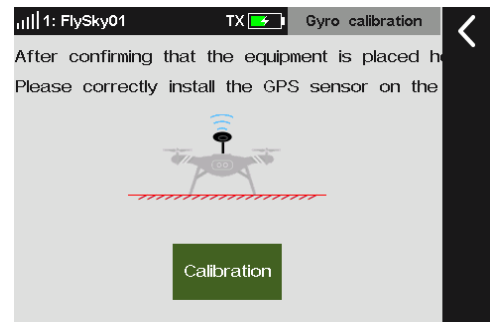 1: FlySky01 TX Gyro calibration
After confirming that the equipment is placed
Please correctly install the GPS sensor on the
Calibration